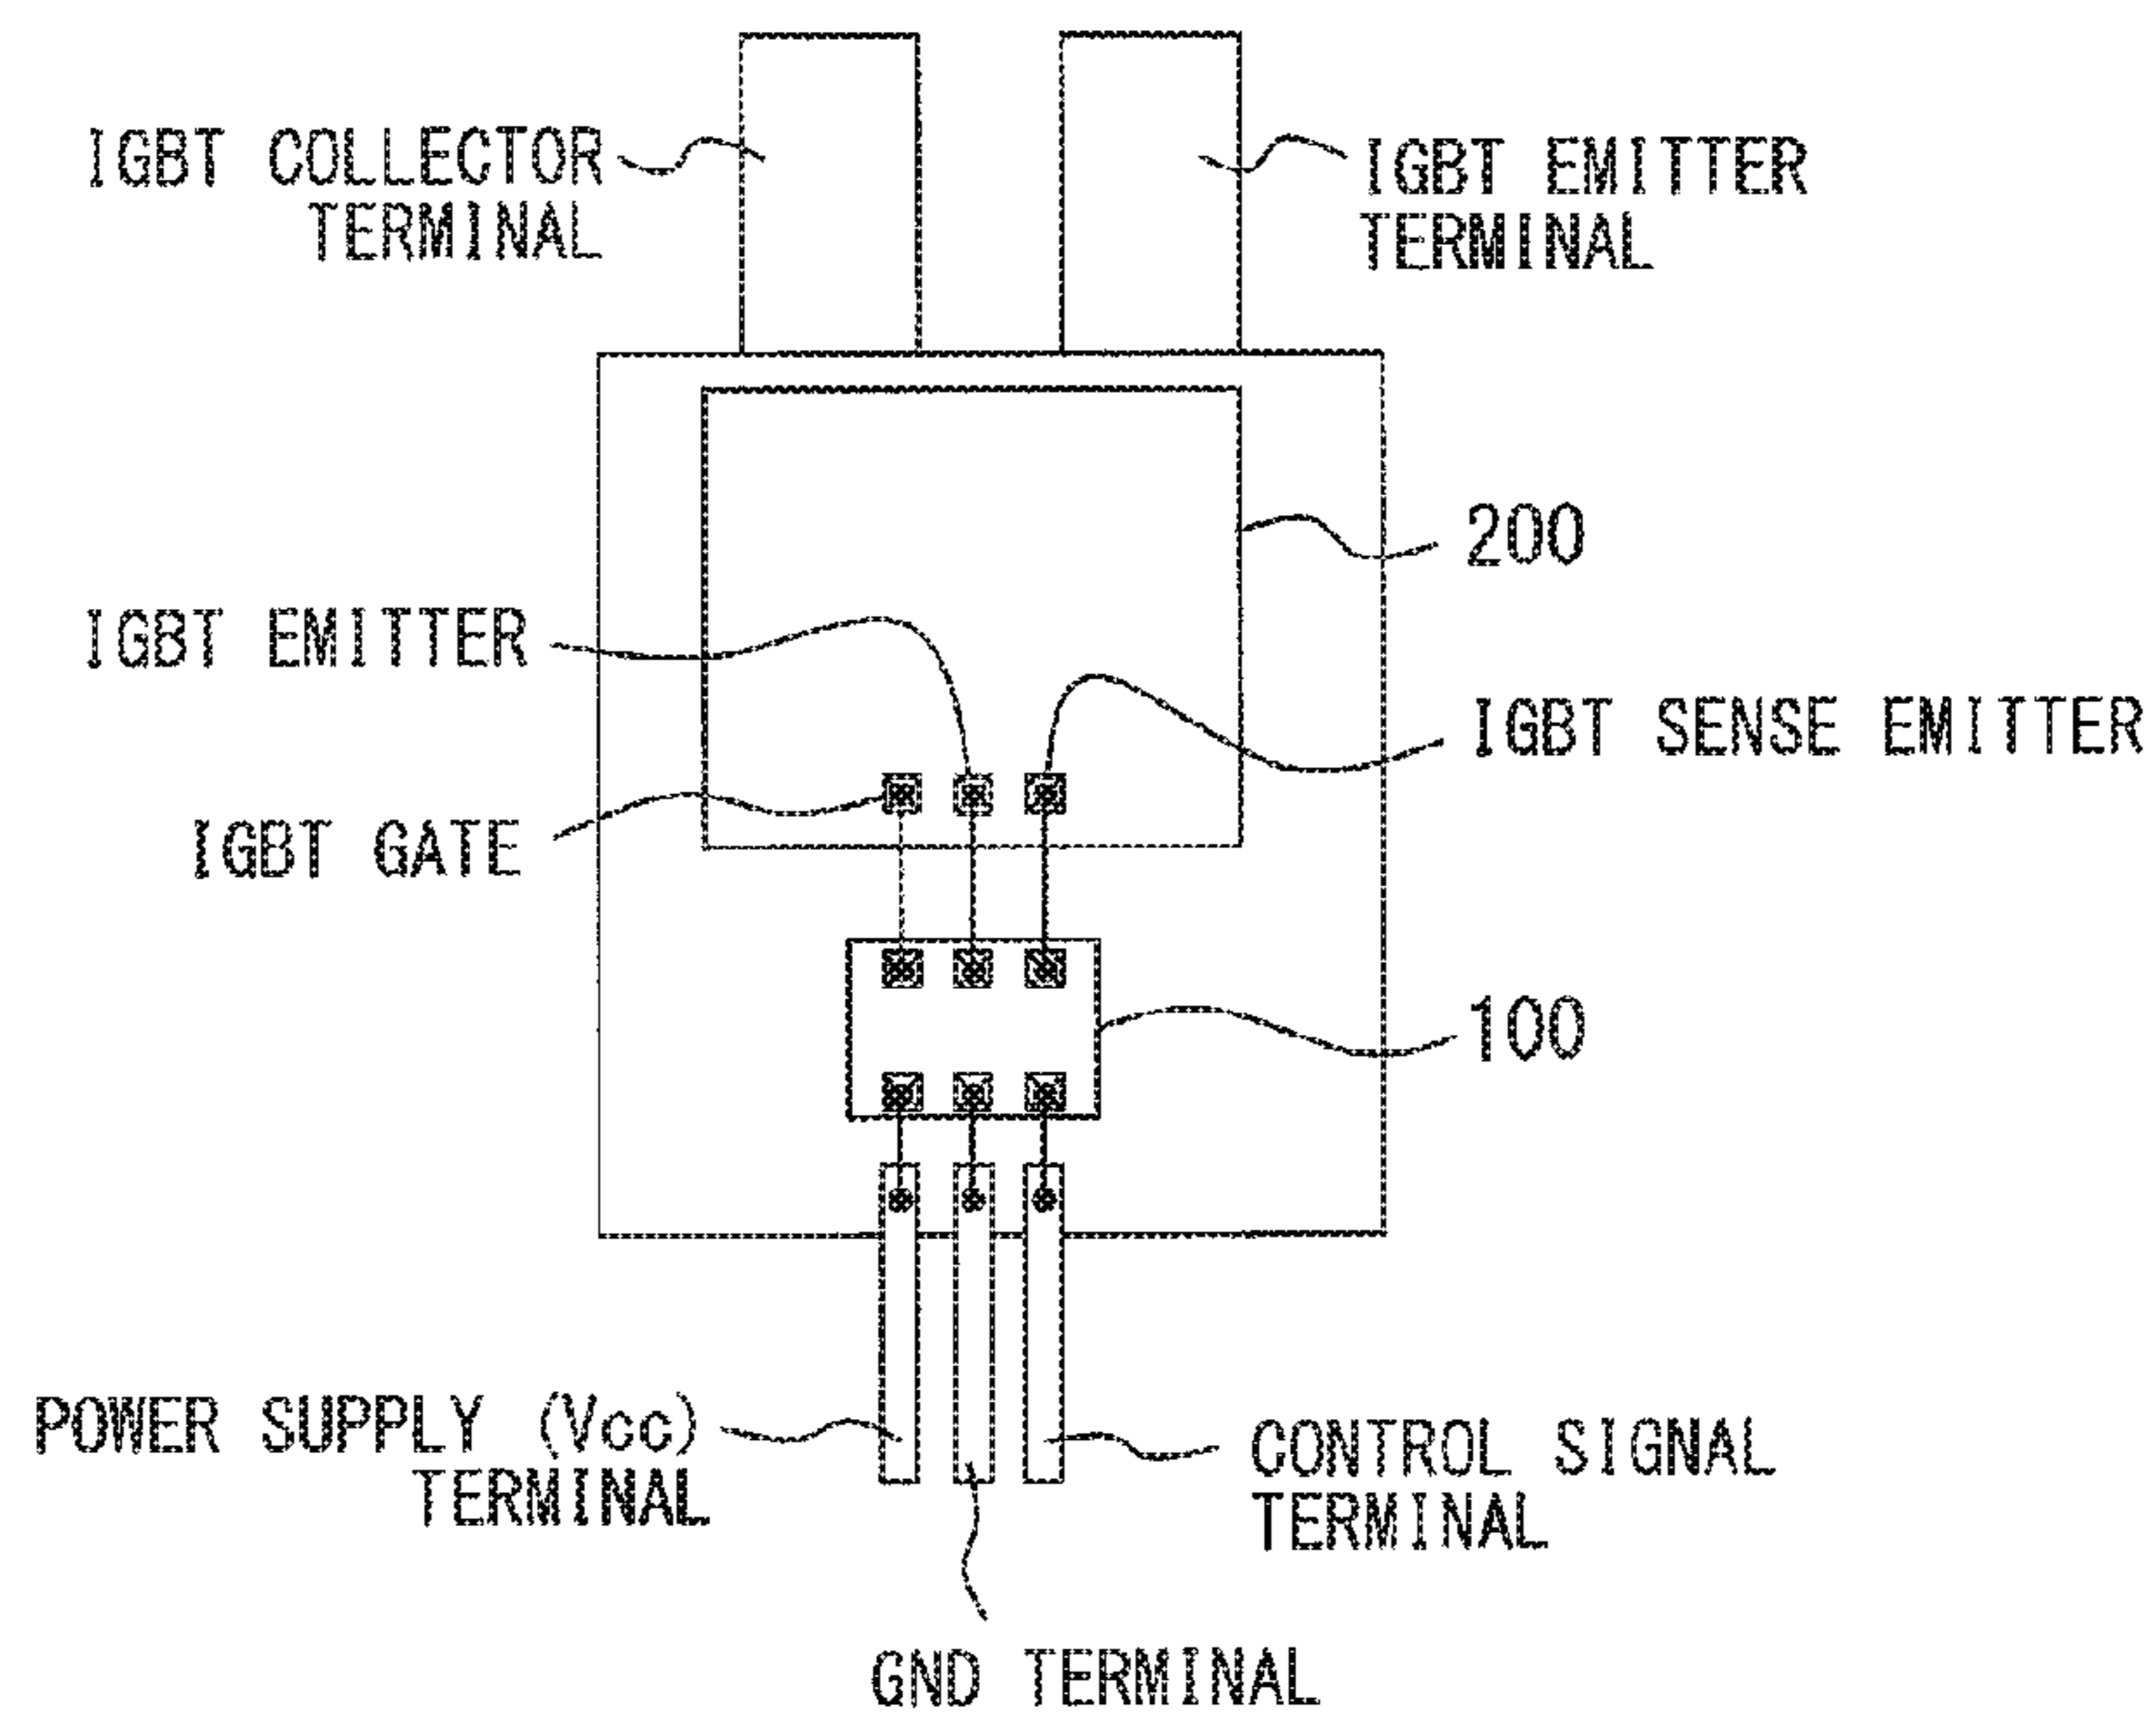 IGBT COLLECTOR
TERMINAL
IGBT EMITTER
TERMINAL
200
IGBT EMITTER
IGBT SENSE EMITTER
IGBT GATE
100
POWER SUPPLY (Vcc)
TERMINAL
CONTROL SIGNAL
TERMINAL
GND TERMINAL